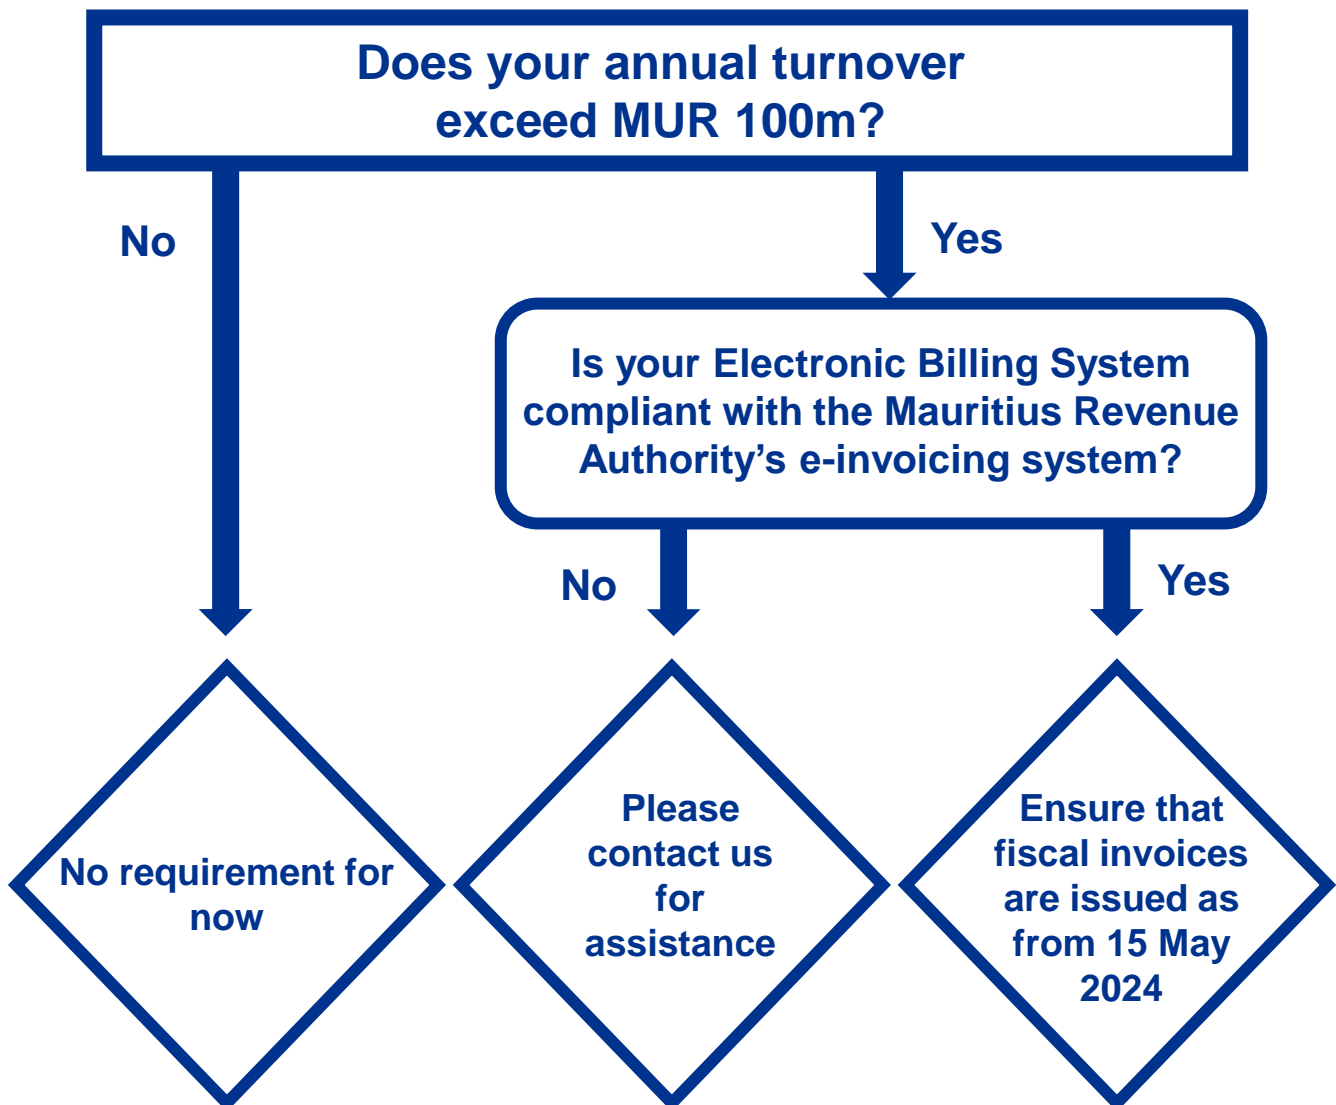 Does your annual turnover
exceed MUR 100m?
No
Yes
Is your Electronic Billing System
compliant with the Mauritius Revenue
Authority’s e-invoicing system?
No
Yes
No requirement for
now
Please
contact us
for
assistance
Ensure that
fiscal invoices
are issued as
from 15 May
2024